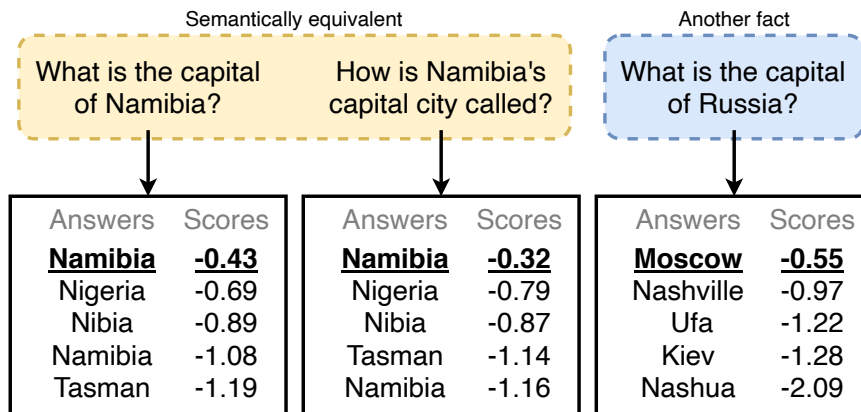 Semantically equivalent
Another fact
What is the capital
of Namibia?
How is Namibia's
capital city called?
What is the capital
of Russia?
Answers Scores
Namibia -0.43
Nigeria -0.69
Nibia -0.89
Namibia -1.08
Tasman -1.19
Answers Scores
Namibia -0.32
Nigeria -0.79
Nibia -0.87
Tasman -1.14
Namibia -1.16
Answers Scores
Moscow -0.55
Nashville -0.97
Ufa -1.22
Kiev -1.28
Nashua -2.09